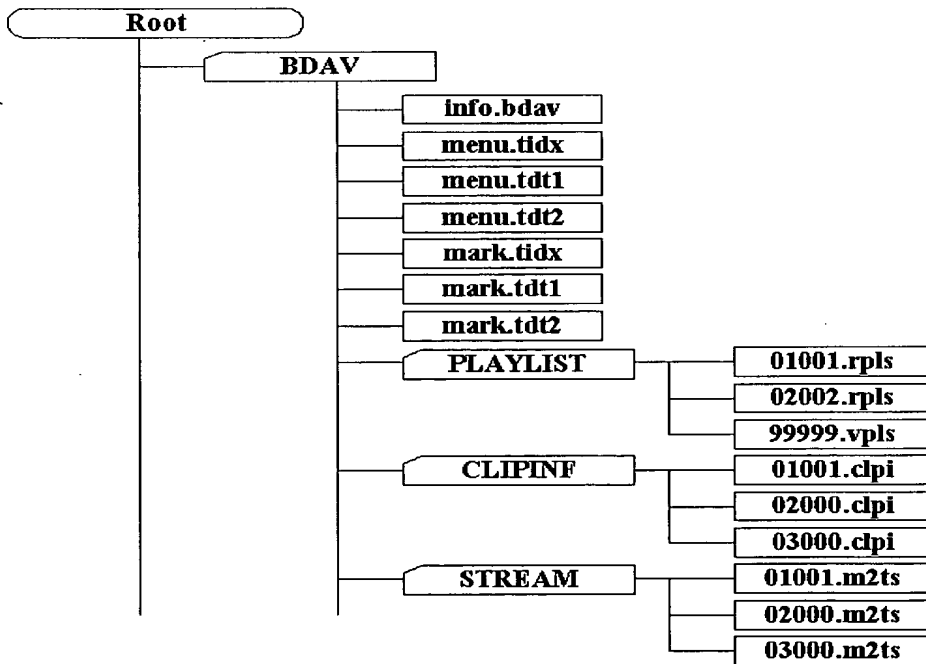 Root
BDAV
info.bdav
menu.tidx
menu.tdt1
menu.tdt2
mark.tidx
mark.tdt1
mark.tdt2
PLAYLIST
01001.rpls
02002.rpls
99999.vpls
CLIPINF
01001.clpi
02000.clpi
03000.clpi
STREAM
01001.m2ts
02000.m2ts
03000.m2ts